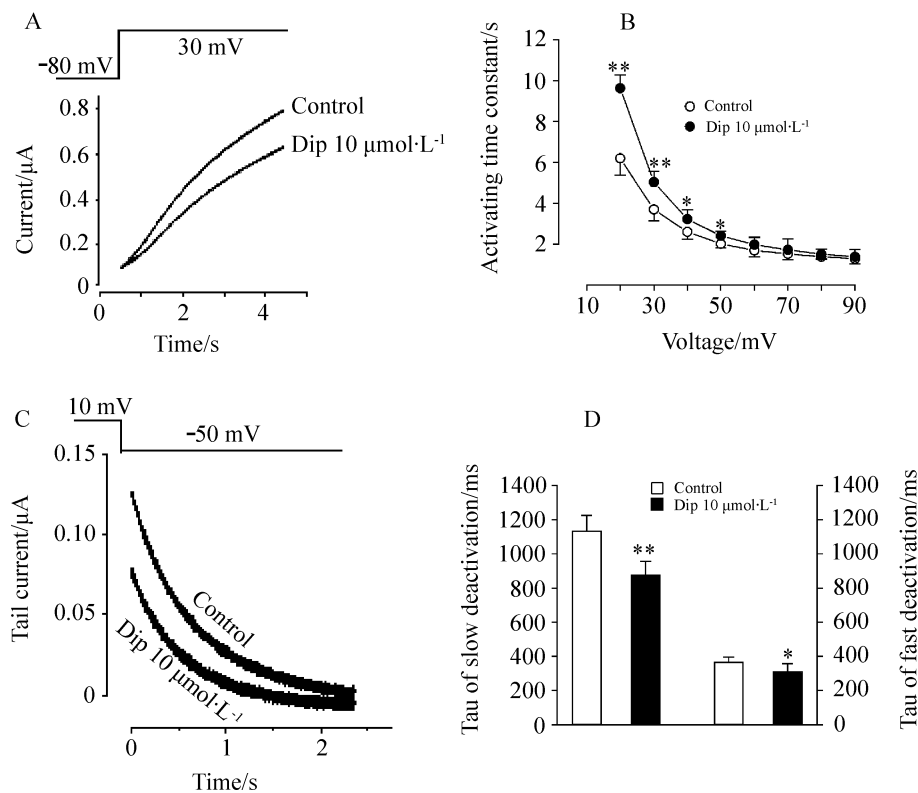 A
30 mV
-80 mV
0.8
0.6
0.4
0.2
0
Current/μA
Control
Dip 10 μmol·L-1
0 2 4
Time/s
B
12
10
8
6
4
2
Activating time constant/s
**
**
*
*
Control
Dip 10 μmol·L-1
10 30 50 70 90
Voltage/mV
C
10 mV
-50 mV
0.15
0.10
0.05
0
Tail current/μA
Control
Dip 10 μmol·L-1
0 1 2
Time/s
D
1400
1200
1000
800
600
400
200
0
Tau of slow deactivation/ms
Control
Dip 10 μmol·L-1
**
*
1400
1200
1000
800
600
400
200
0
Tau of fast deactivation/ms